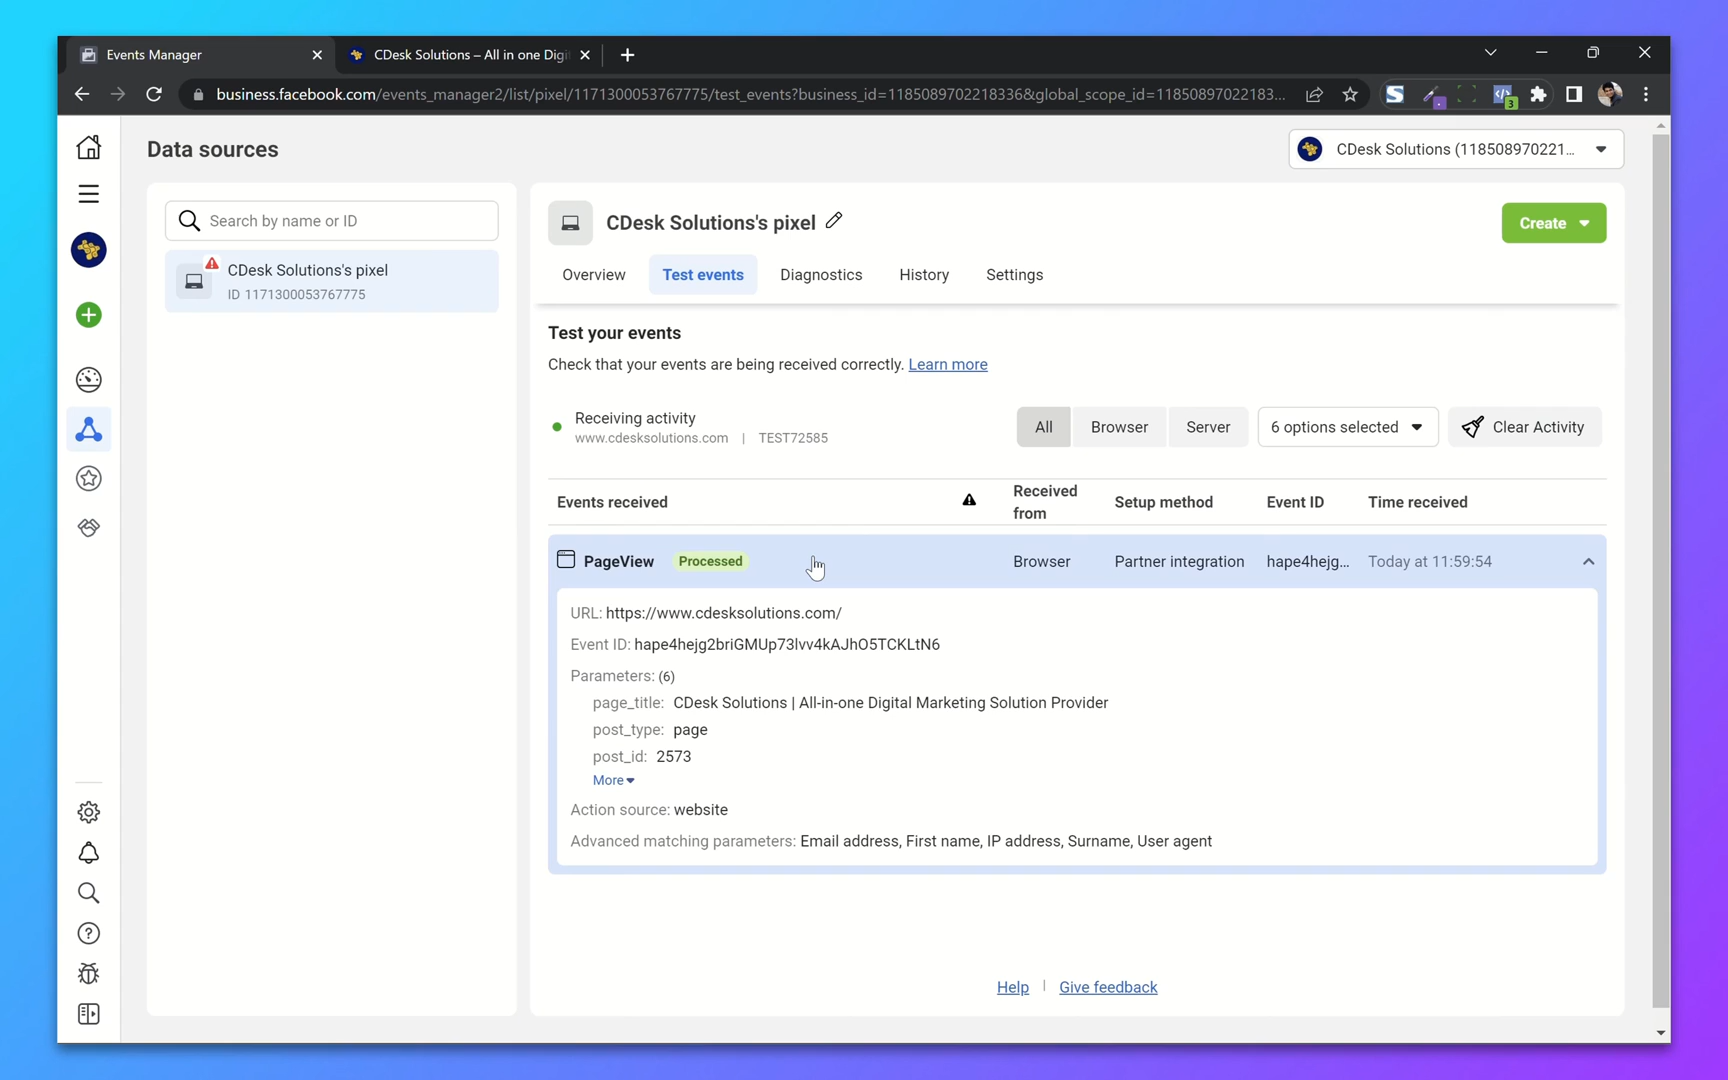 Events Manager
CDesk Solutions – All in one Digi
business.facebook.com/events_manager2/list/pixel/1171300053767775/test_events?business_id=1185089702218336&global_scope_id=11850897022183...
3
Data sources
CDesk Solutions (118508970221...
Search by name or ID
CDesk Solutions's pixel
ID 1171300053767775
CDesk Solutions's pixel
Create
Overview
Test events
Diagnostics
History
Settings
Test your events
Check that your events are being received correctly. Learn more
Receiving activity
www.cdesksolutions.com | TEST72585
All
Browser
Server
6 options selected
Clear Activity
Events received
Received from
Setup method
Event ID
Time received
PageView
Processed
Browser
Partner integration
hape4hejg...
Today at 11:59:54
URL: https://www.cdesksolutions.com/
Event ID: hape4hejg2briGMUp73lvv4kAJhO5TCKLtN6
Parameters: (6)
page_title: CDesk Solutions | All-in-one Digital Marketing Solution Provider
post_type: page
post_id: 2573
More
Action source: website
Advanced matching parameters: Email address, First name, IP address, Surname, User agent
Help | Give feedback